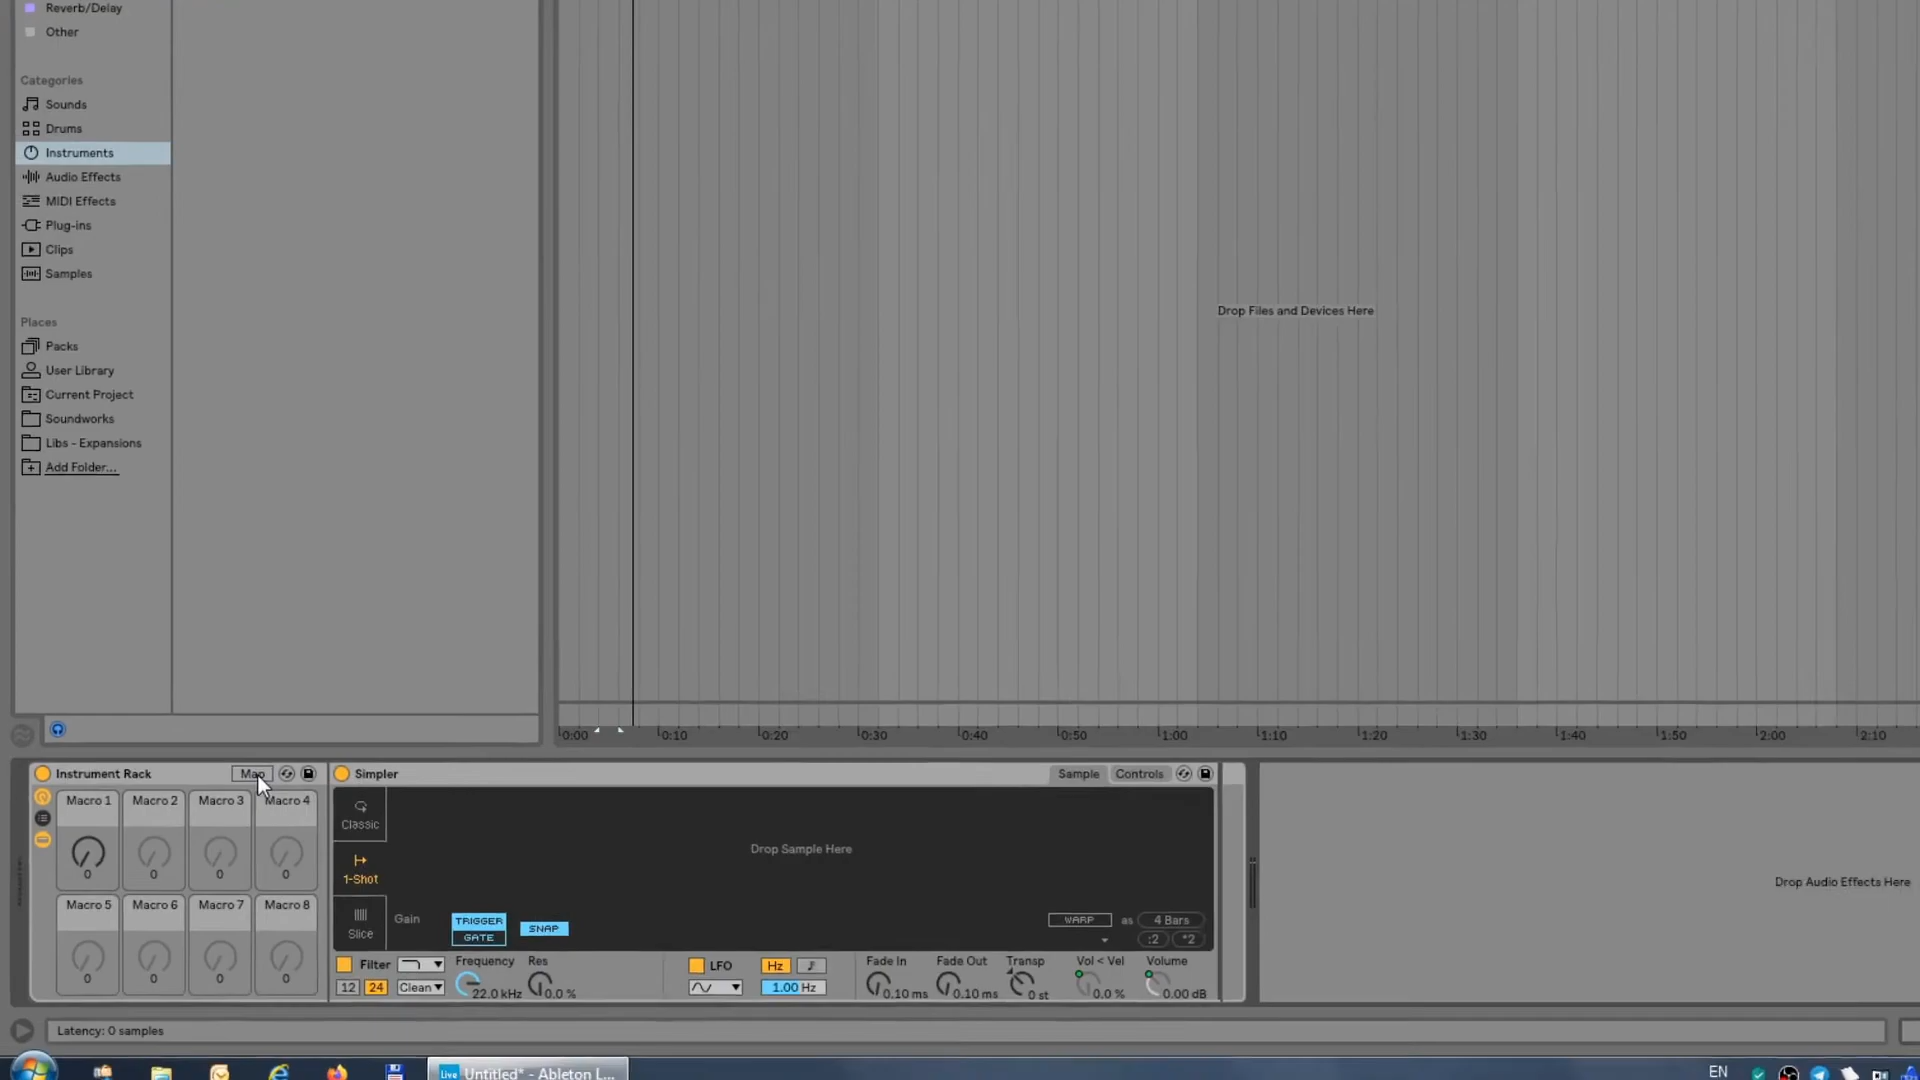 Reverb/Delay
Other
Categories
Sounds
Drums
Instruments
Audio Effects
MIDI Effects
Plug-ins
Clips
Samples
Places
Packs
User Library
Current Project
Soundworks
Libs - Expansions
Add Folder...
Drop Files and Devices Here
0:00 0:10 0:20 0:30 0:40 0:50 1:00 1:10 1:20 1:30 1:40 1:50 2:00 2:10
Instrument Rack Map
Macro 1 Macro 2 Macro 3 Macro 4
0 0 0 0
Macro 5 Macro 6 Macro 7 Macro 8
0 0 0 0
Simpler Sample Controls
Classic
1-Shot
Slice
Drop Sample Here
Gain TRIGGER GATE SNAP WARP as 4 Bars
:2 *2
Filter Frequency Res LFO Hz Fade In Fade Out Transp Vol < Vel Volume
12 24 Clean 22.0 kHz 0.0 % 1.00 Hz 0.10 ms 0.10 ms 0 st 0.0 % 0.00 dB
Drop Audio Effects Here
Latency: 0 samples
Live Untitled* - Ableton L... EN